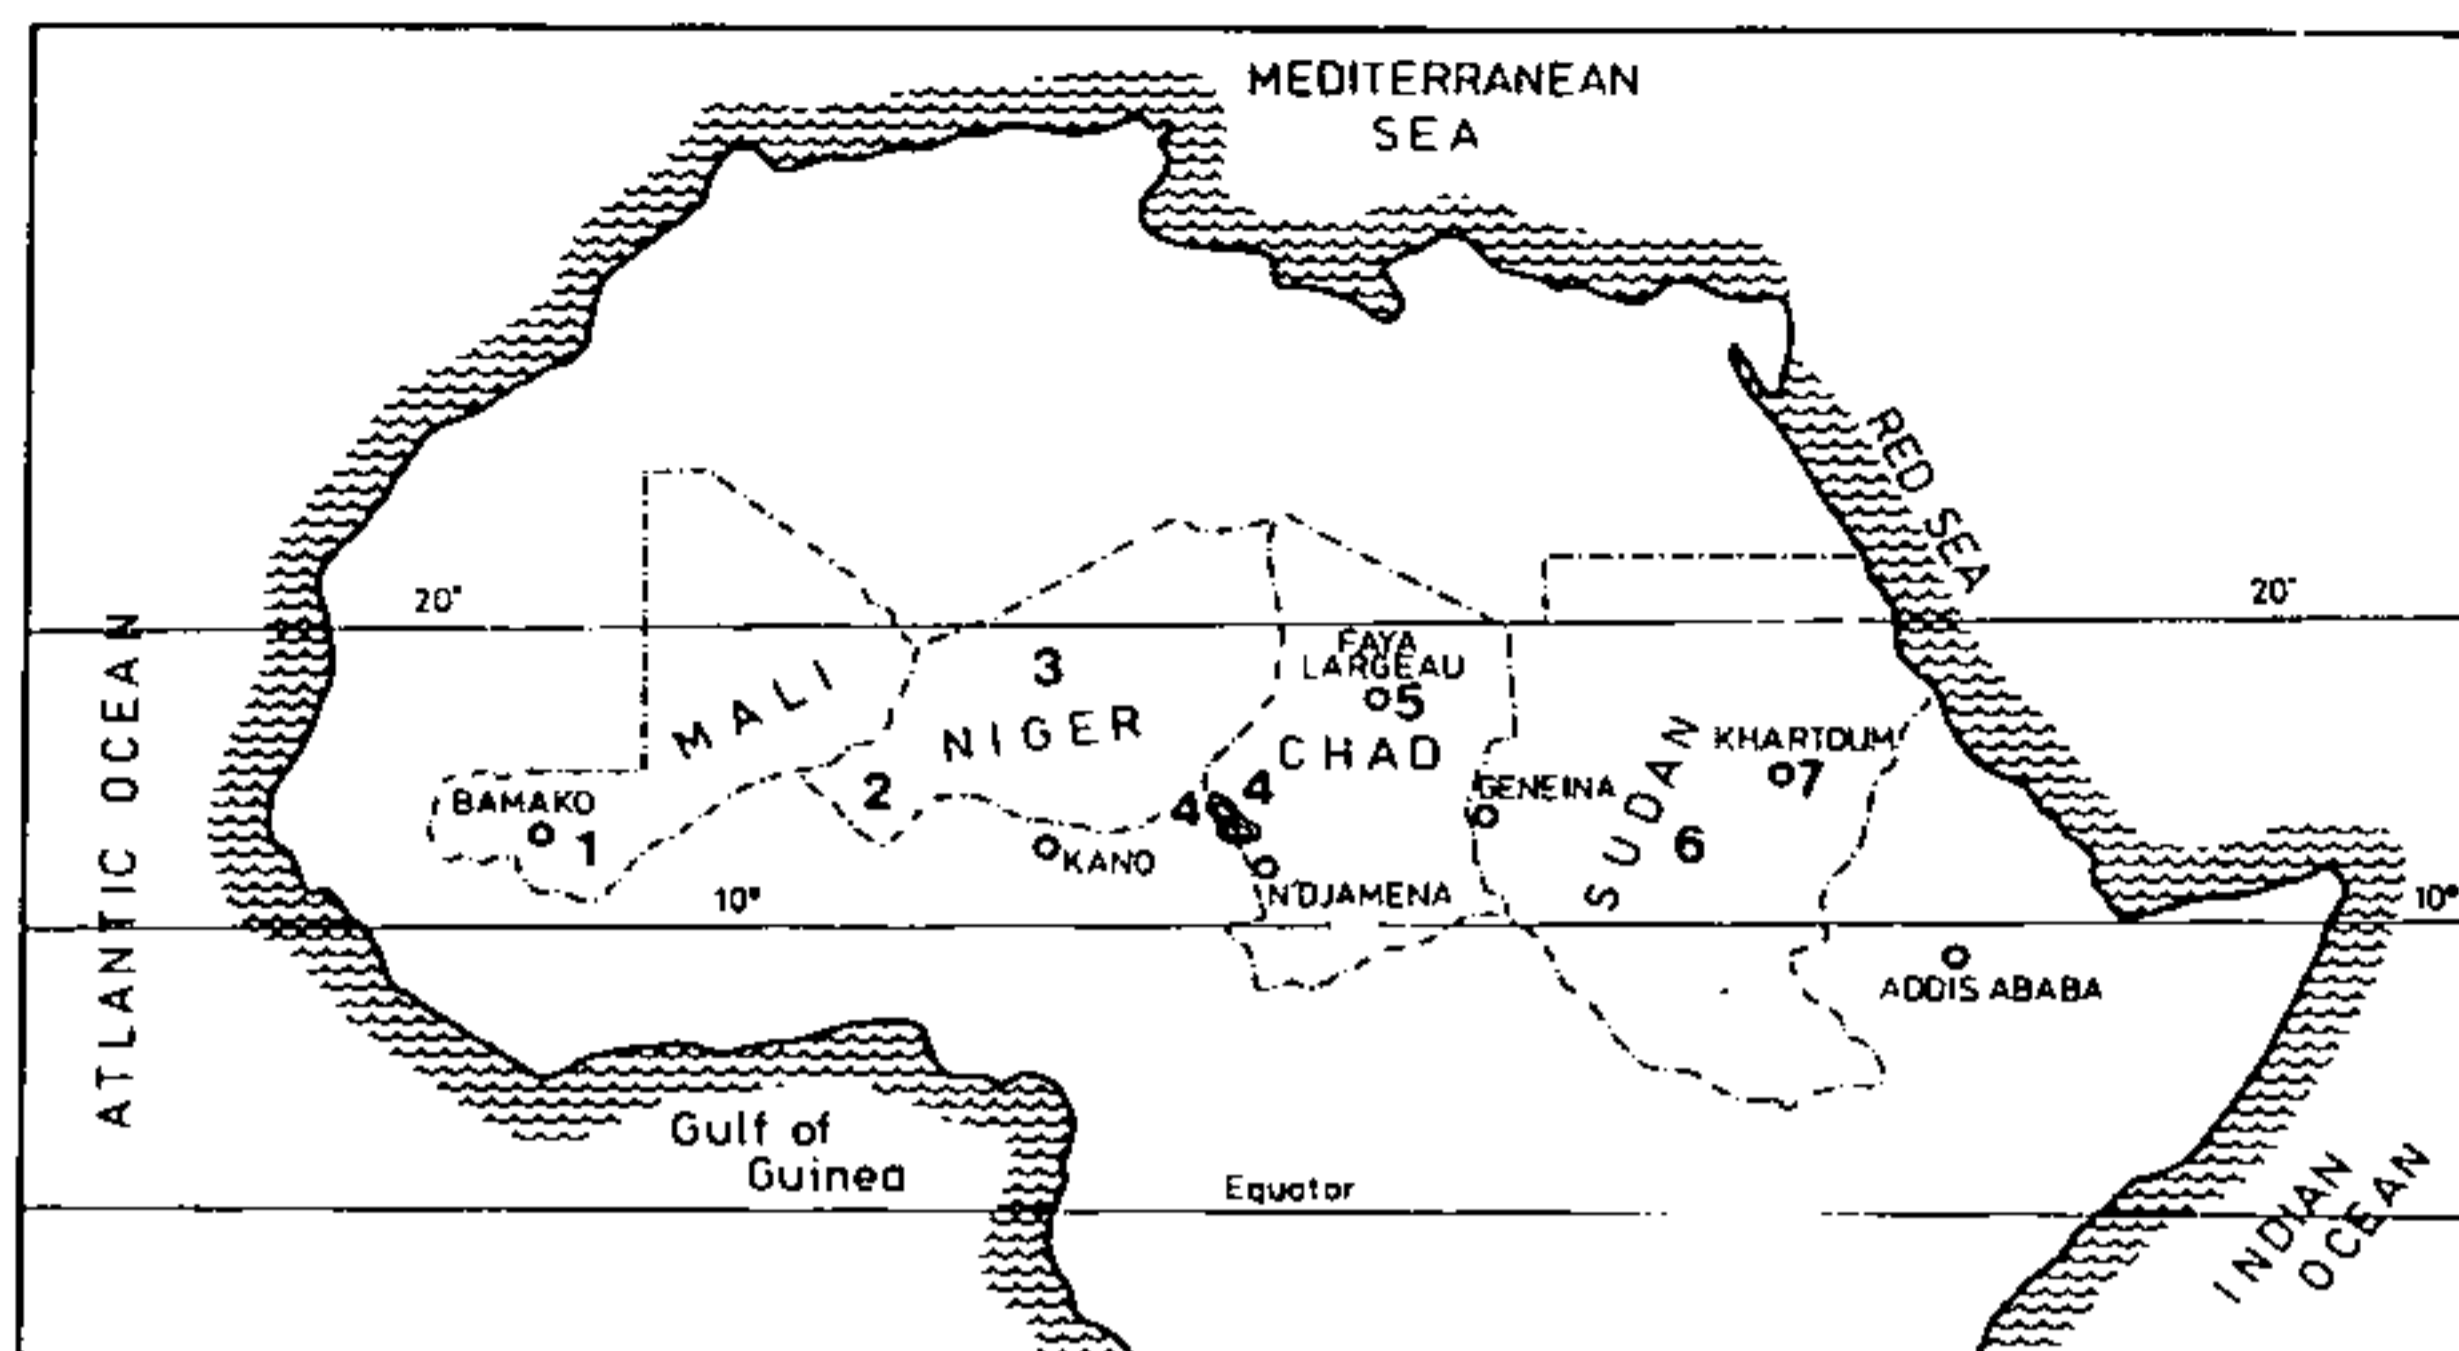 MEDITERRANEAN
SEA
RED SEA
20°
20°
ATLANTIC OCEAN
MALI
3
NIGER
FAYA
LARGEAU
5
CHAD
KHARTOUM
7
SUDAN
2
4
4
GENEINA
BAMAKO
1
6
KANO
N'DJAMENA
10°
10°
ADDIS ABABA
Gulf of
Guinea
Equator
INDIAN
OCEAN